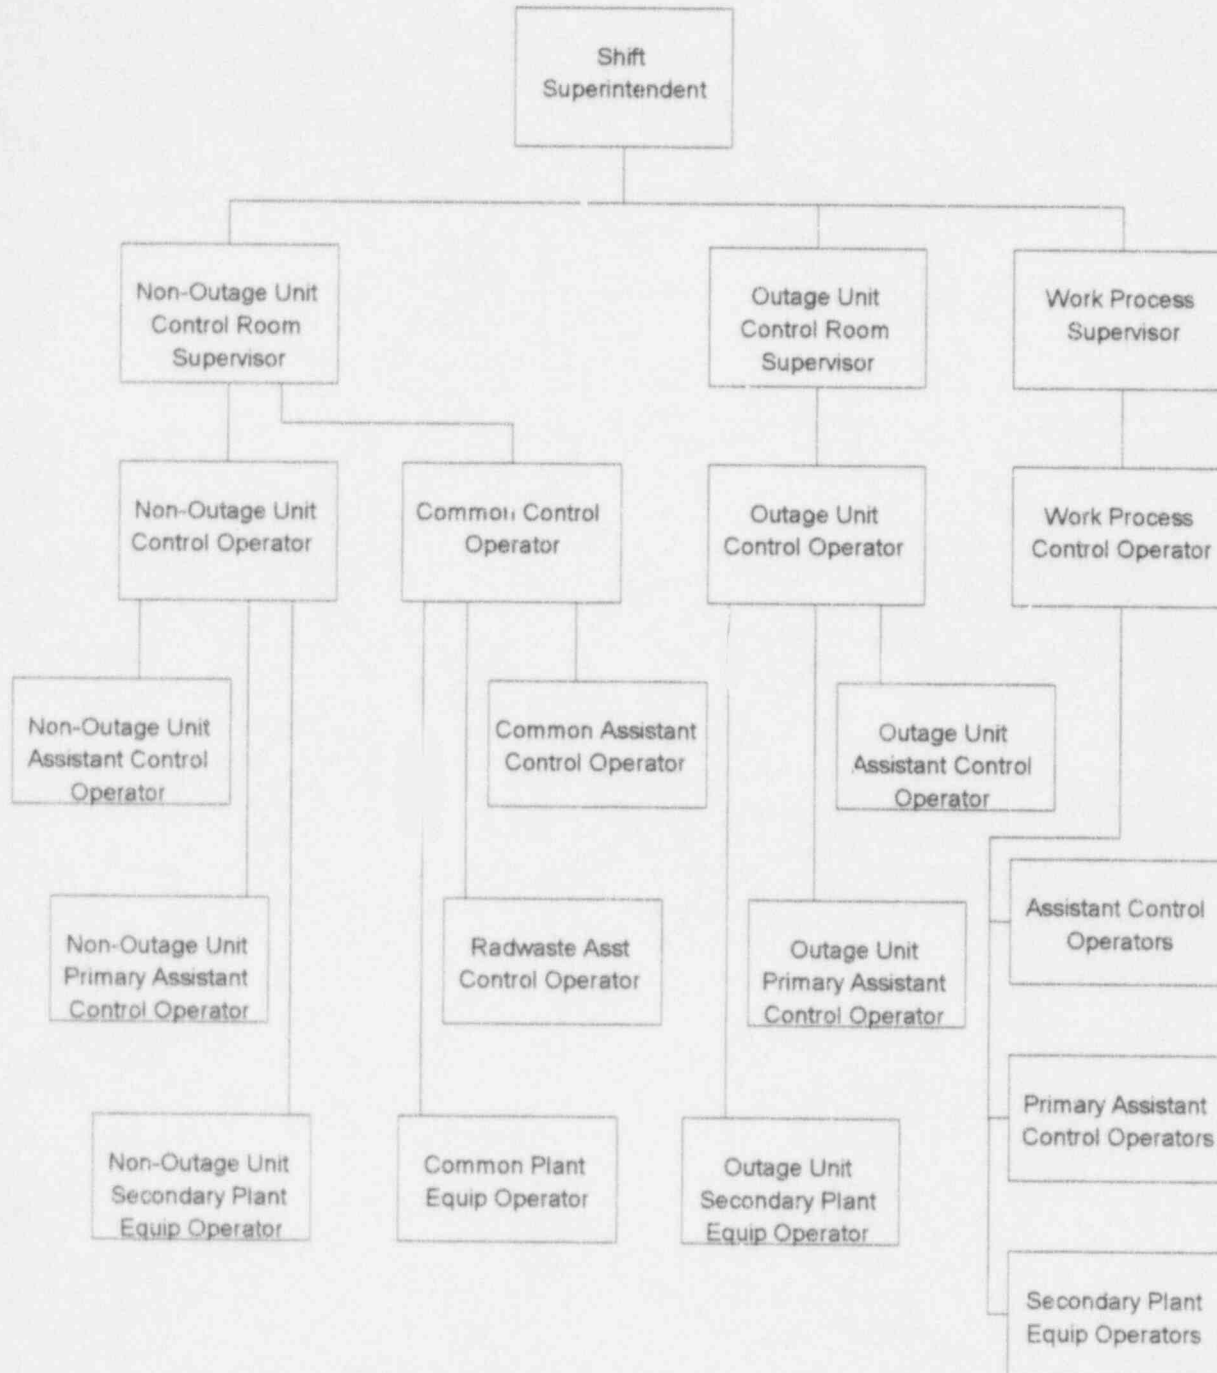 Shift
Superintendent
Non-Outage Unit
Control Room
Supervisor
Outage Unit
Control Room
Supervisor
Work Process
Supervisor
Non-Outage Unit
Control Operator
Common Control
Operator
Outage Unit
Control Operator
Work Process
Control Operator
Non-Outage Unit
Assistant Control
Operator
Common Assistant
Control Operator
Outage Unit
Assistant Control
Operator
Assistant Control
Operators
Non-Outage Unit
Primary Assistant
Control Operator
Radwaste Asst
Control Operator
Outage Unit
Primary Assistant
Control Operator
Primary Assistant
Control Operators
Non-Outage Unit
Secondary Plant
Equip Operator
Common Plant
Equip Operator
Outage Unit
Secondary Plant
Equip Operator
Secondary Plant
Equip Operators